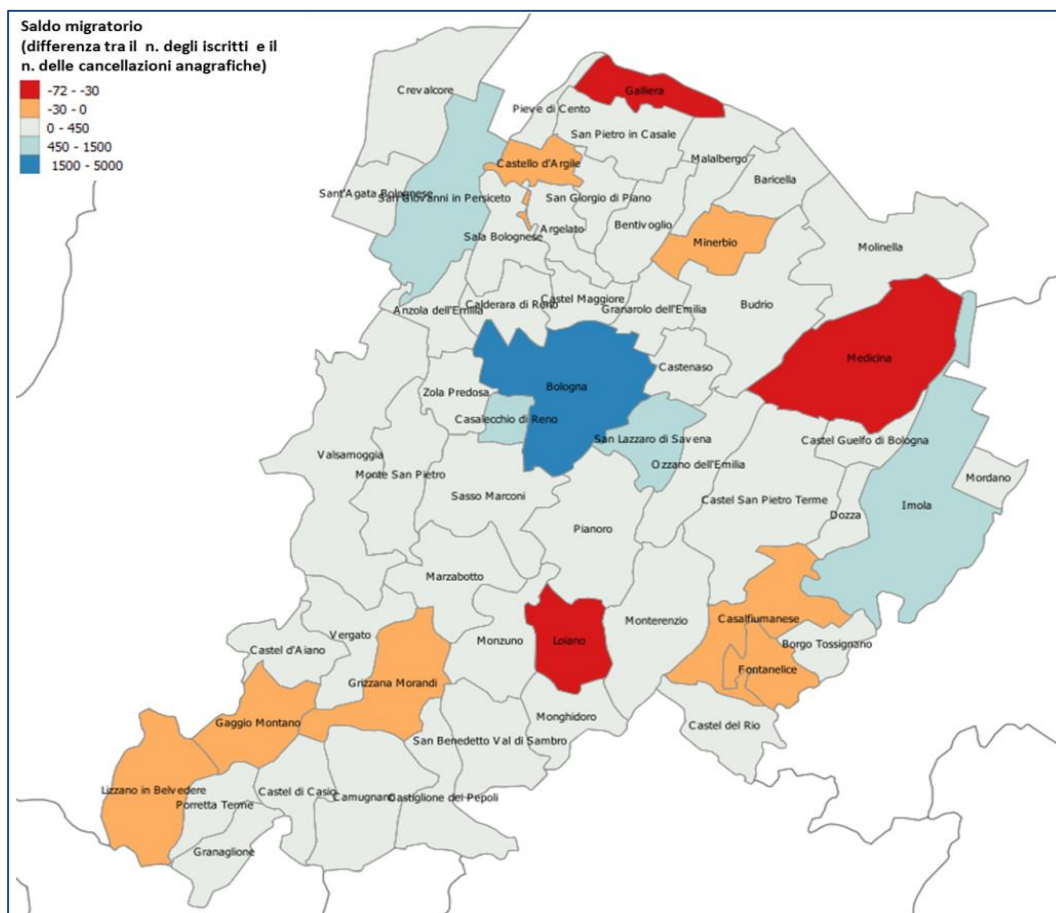 Saldo migratorio
(differenza tra il n. degli iscritti e il
n. delle cancellazioni anagrafiche)
-72 - -30
-30 - 0
0 - 450
450 - 1500
1500 - 5000
Crevalcore
Galliera
Pieve di Cento
San Pietro in Casale
Castello d'Argile
Malalbergo
Baricella
Sant'Agata Bolognese
San Giovanni in Persiceto
San Giorgio di Piano
Bentivoglio
Argelato
Sala Bolognese
Minerbio
Molinella
Anzola dell'Emilia
Calderara di Reno
Castel Maggiore
Granarolo dell'Emilia
Budrio
Medicina
Castenaso
Bologna
Zola Predosa
Casalecchio di Reno
San Lazzaro di Savena
Castel Guelfo di Bologna
Valsamoggia
Monte San Pietro
Ozzano dell'Emilia
Sasso Marconi
Castel San Pietro Terme
Mordano
Imola
Dozza
Pianoro
Marzabotto
Casalfiumanese
Monterenzio
Vergato
Monzuno
Loiano
Borgo Tossignano
Castel d'Aiano
Fontanelice
Grizzana Morandi
Gaggio Montano
Monghidoro
Castel del Rio
San Benedetto Val di Sambro
Lizzano in Belvedere
Castel di Casio
Camugnano
Castiglione dei Pepoli
Porretta Terme
Granaglione